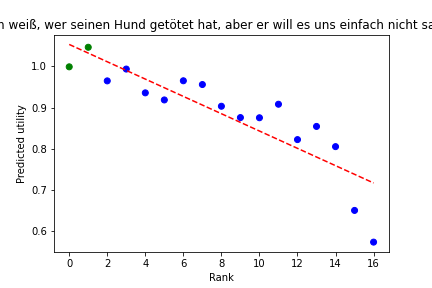 n weiß, wer seinen Hund getötet hat, aber er will es uns einfach nicht sa
1.0
0.9
0.8
0.7
0.6
Predicted utility
0 2 4 6 8 10 12 14 16
Rank